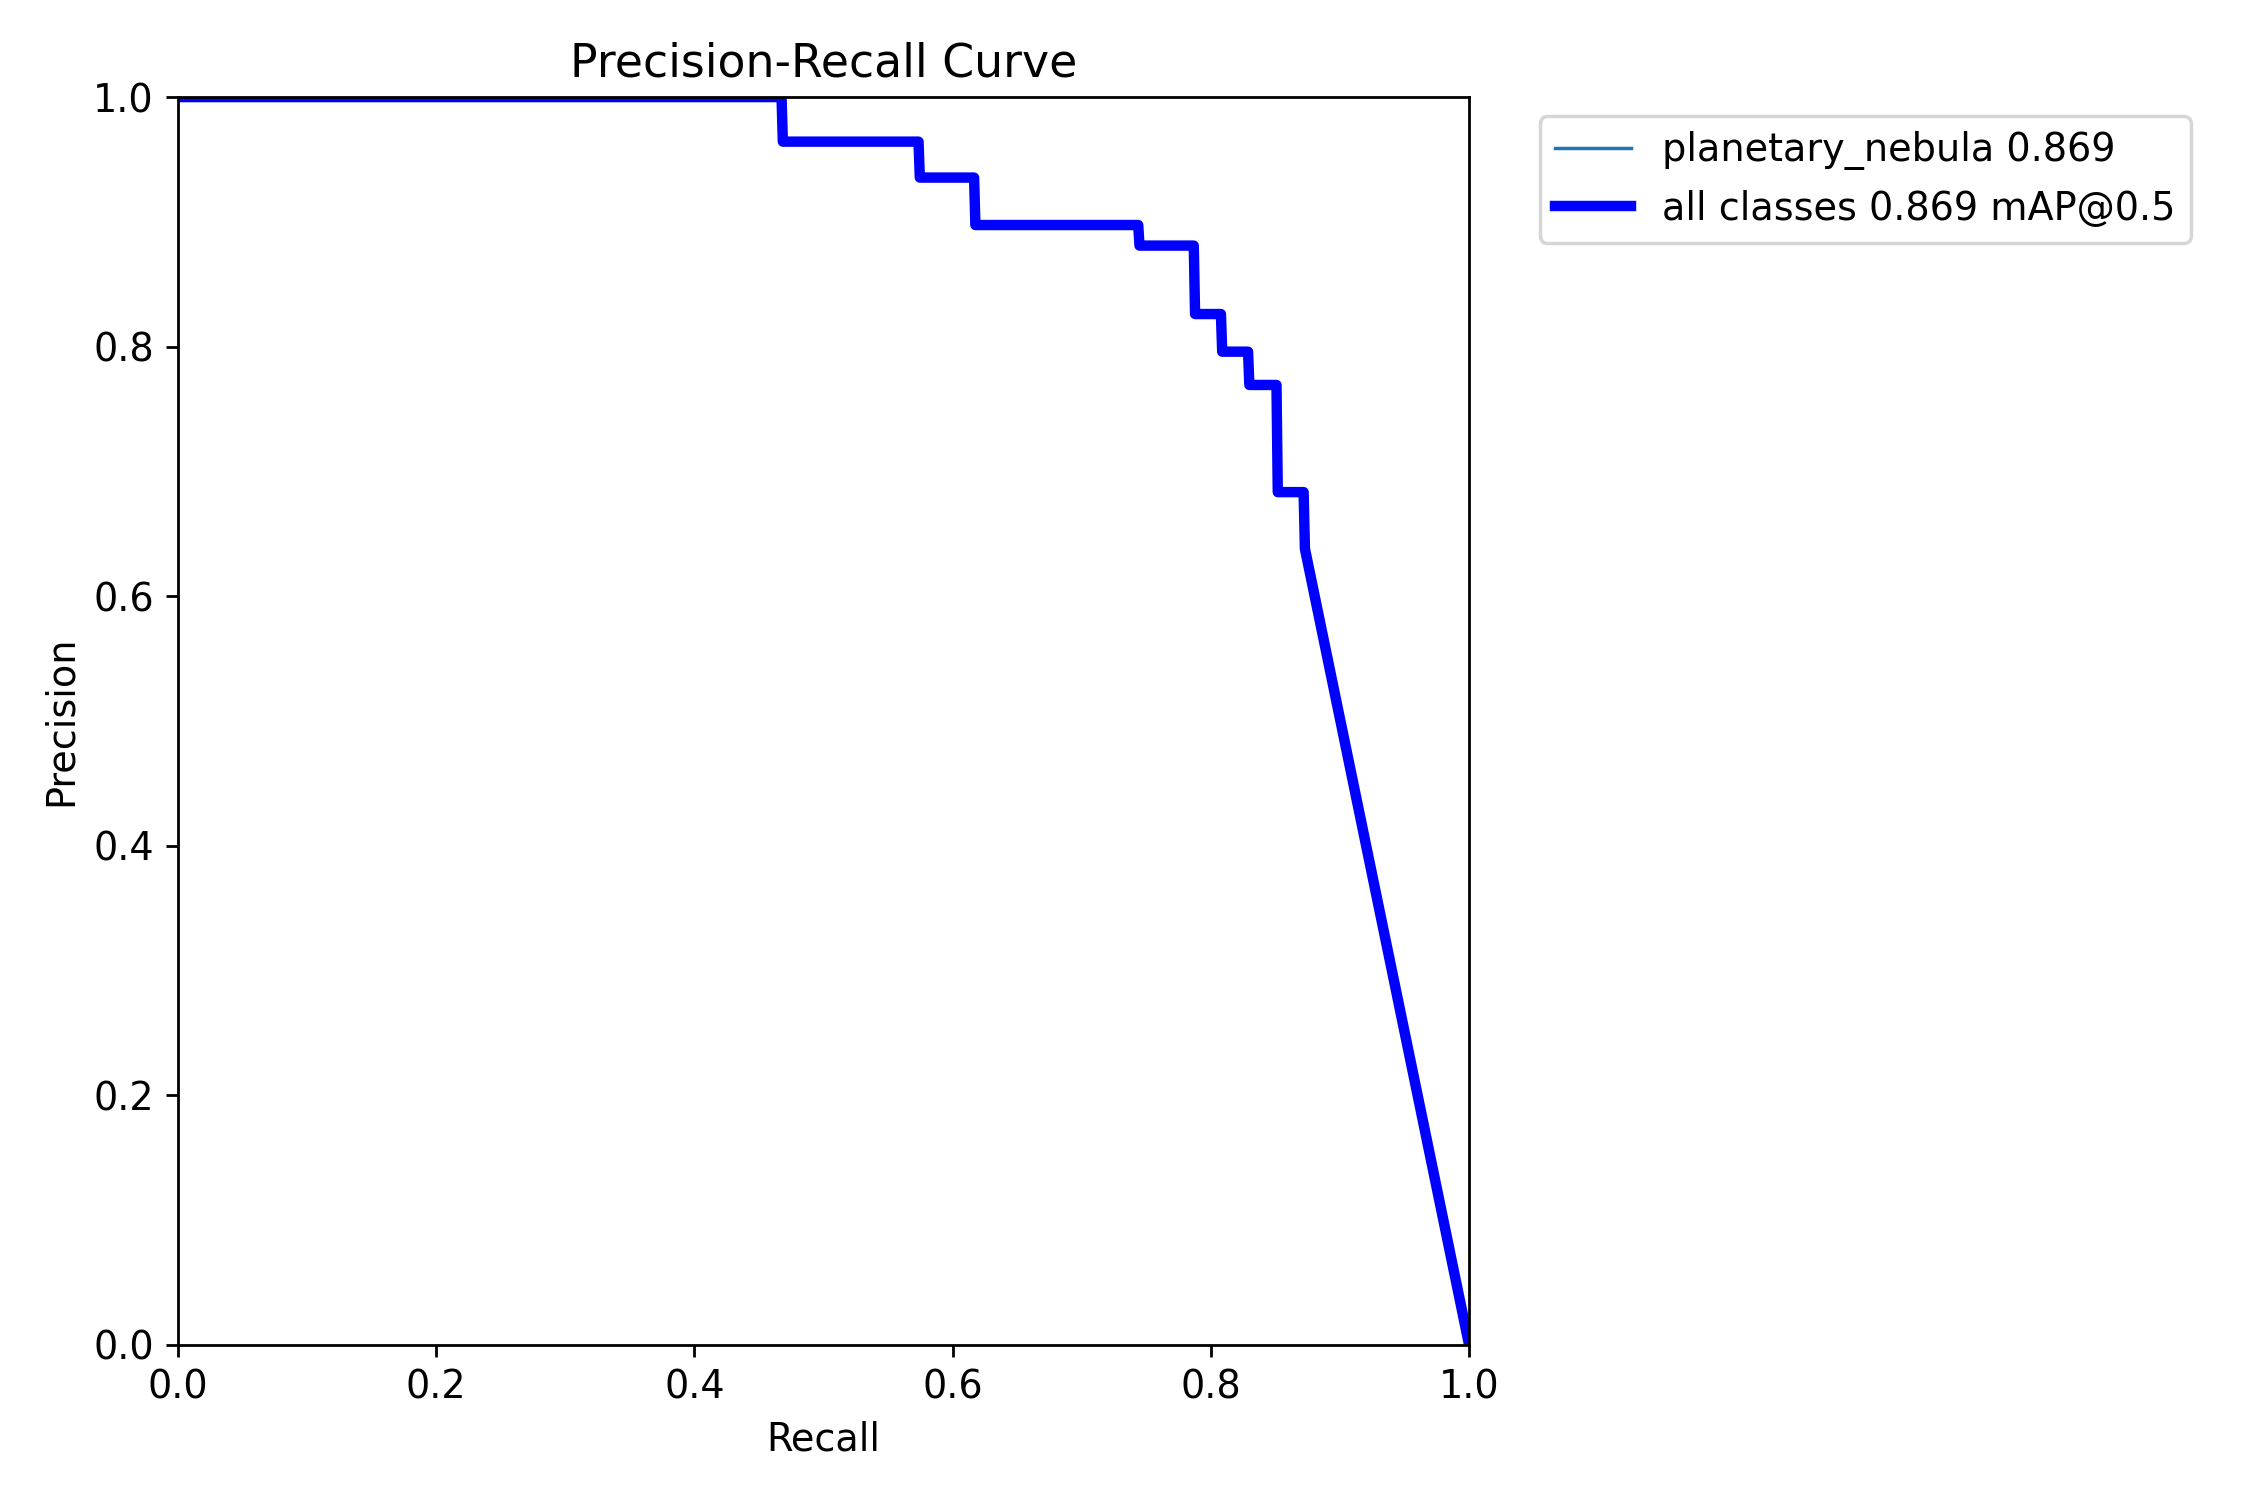 Precision-Recall Curve
planetary_nebula 0.869
all classes 0.869 mAP@0.5
1.0
0.8
0.6
0.4
0.2
0.0
Precision
0.0 0.2 0.4 0.6 0.8 1.0
Recall